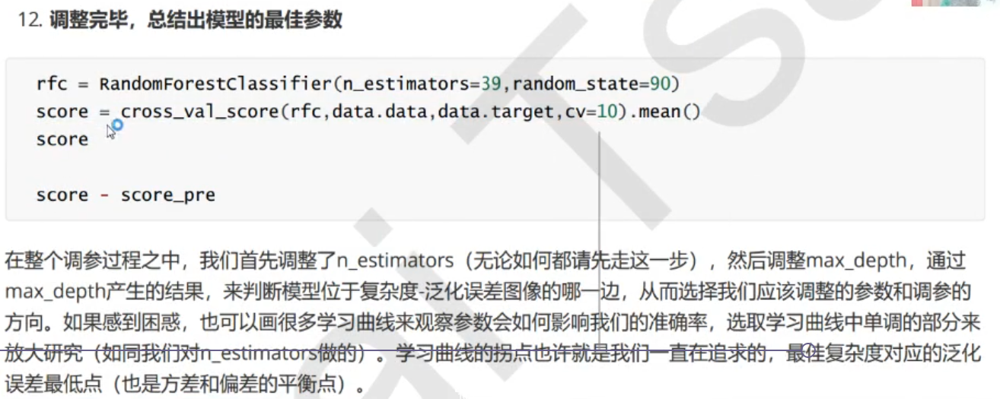 12. 调整完毕，总结出模型的最佳参数
rfc = RandomForestClassifier(n_estimators=39,random_state=90)
score = cross_val_score(rfc,data.data,data.target,cv=10).mean()
score
score - score_pre
在整个调参过程之中，我们首先调整了n_estimators（无论如何都请先走这一步），然后调整max_depth，通过
max_depth产生的结果，来判断模型位于复杂度-泛化误差图像的哪一边，从而选择我们应该调整的参数和调参的
方向。如果感到困惑，也可以画很多学习曲线来观察参数会如何影响我们的准确率，选取学习曲线中单调的部分来
放大研究（如同我们对n_estimators做的）。学习曲线的拐点也许就是我们一直在追求的，最佳复杂度对应的泛化
误差最低点（也是方差和偏差的平衡点）。